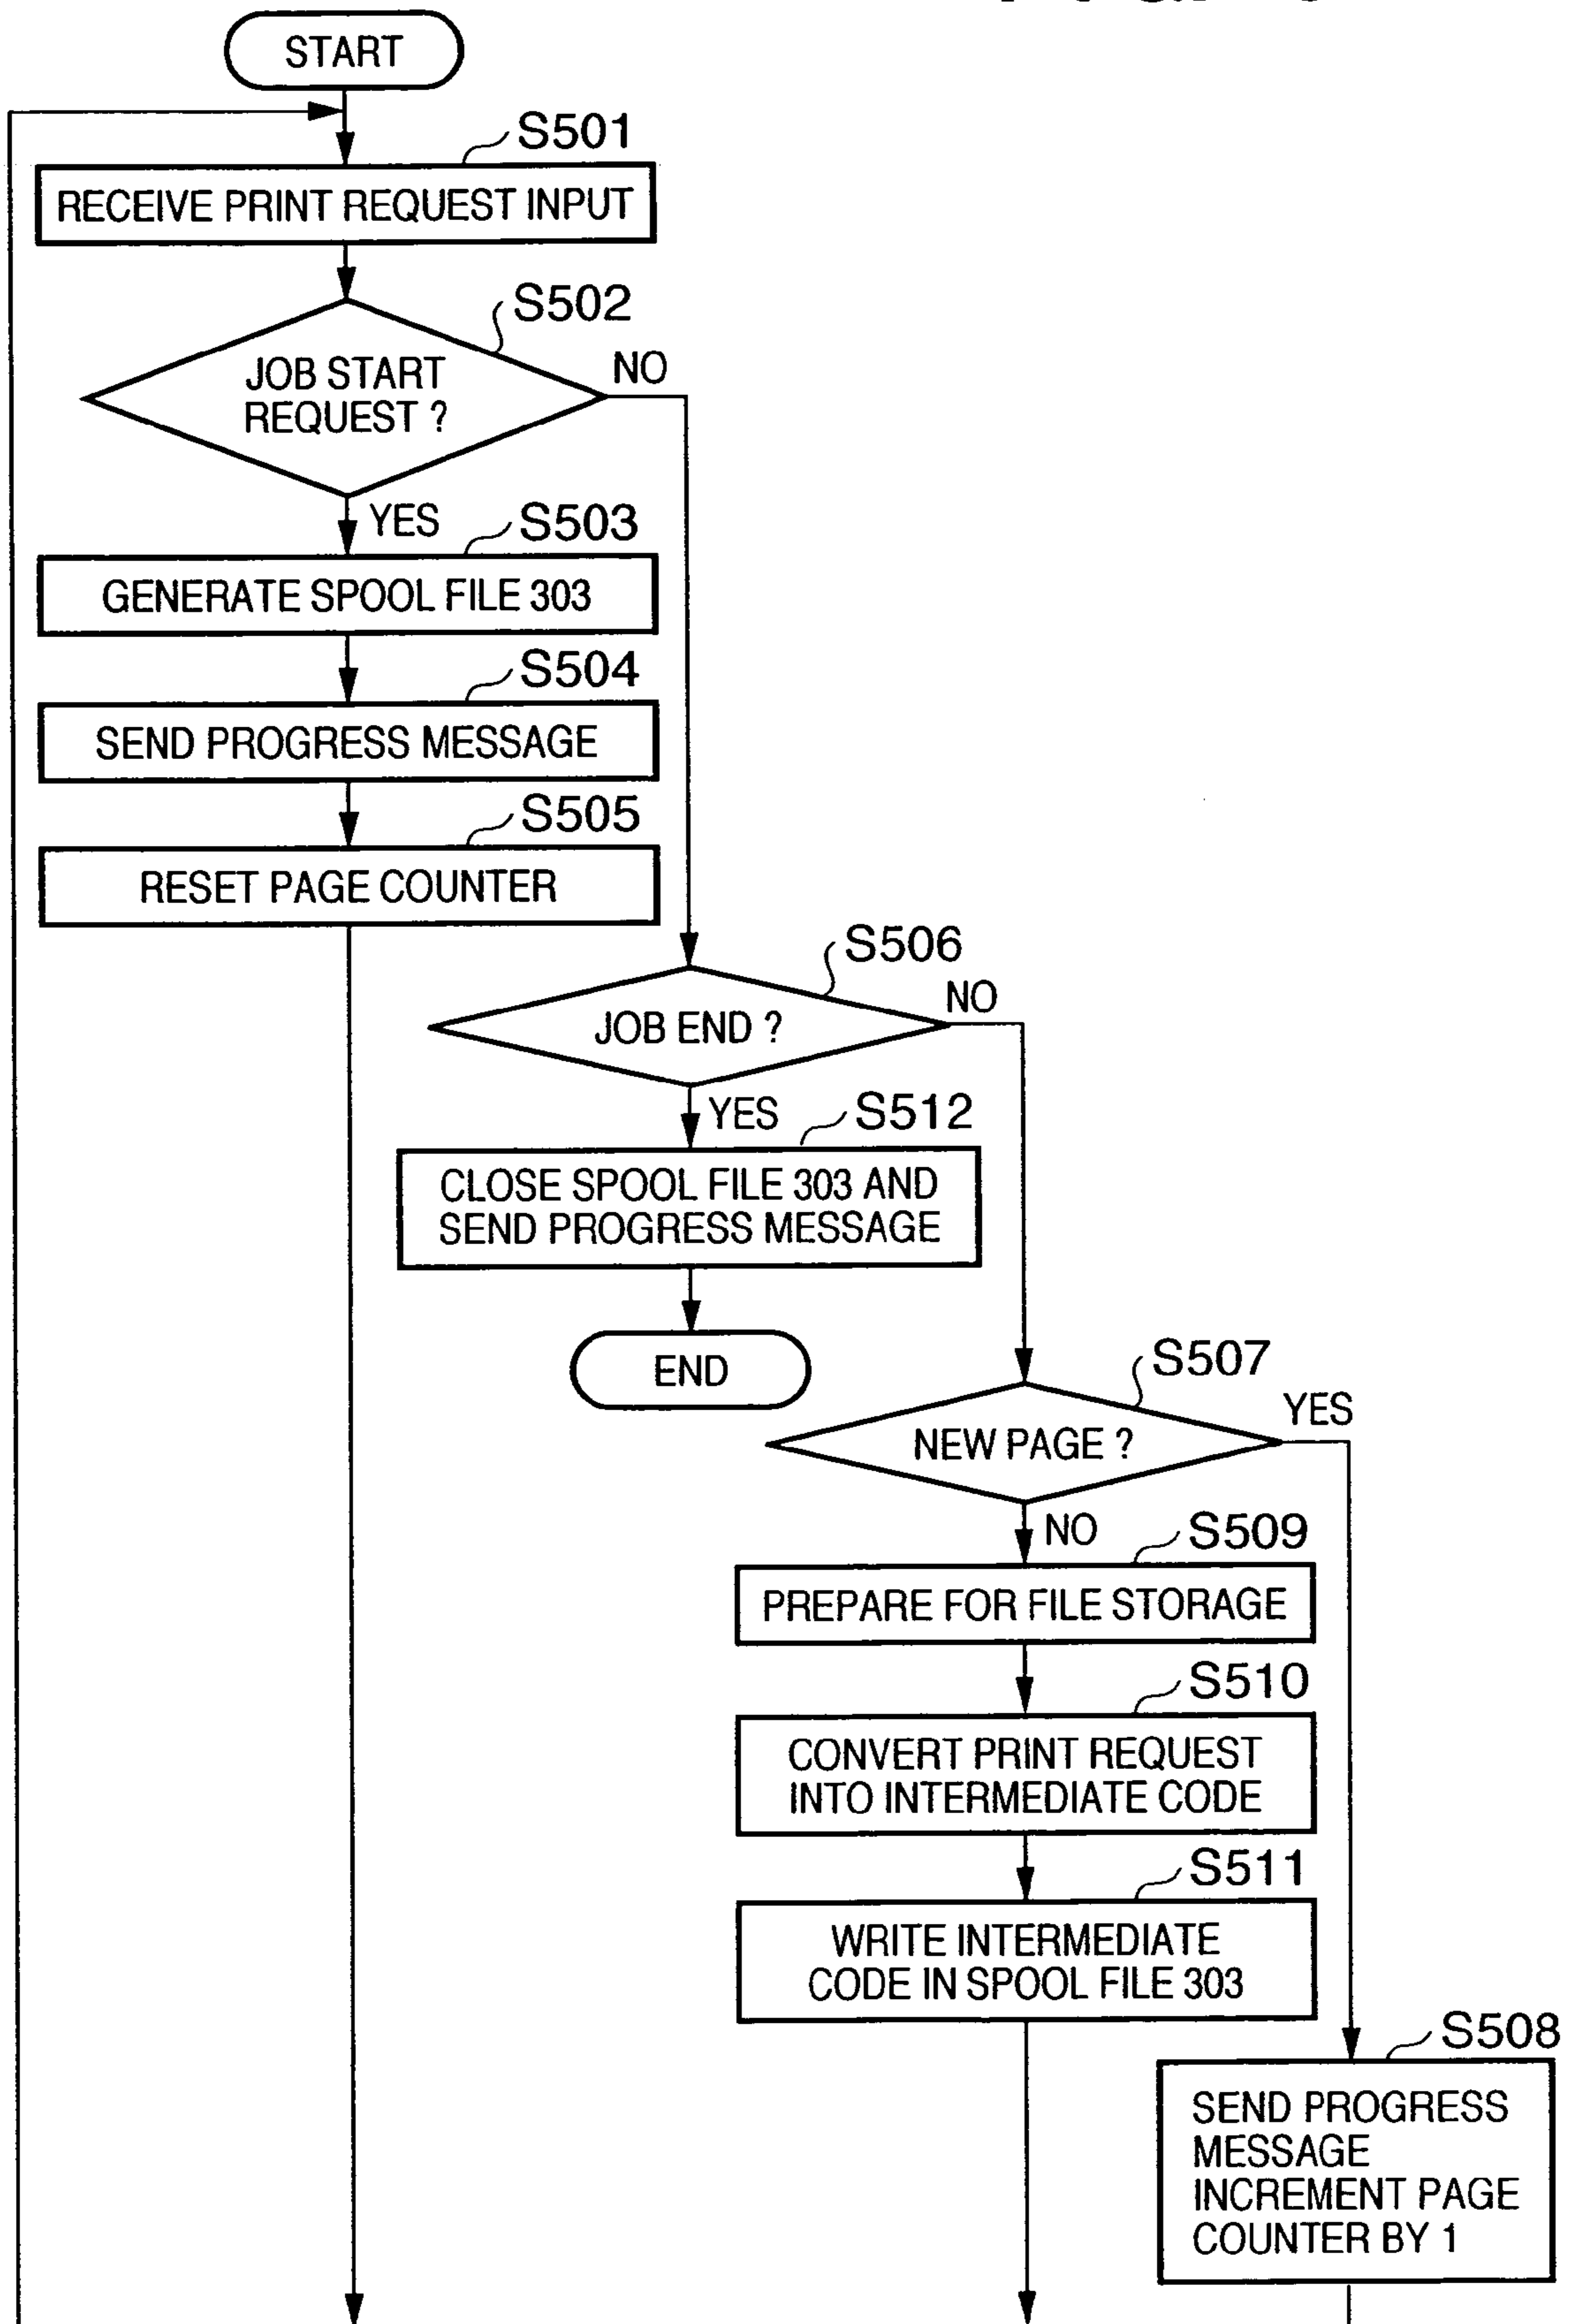 START
S501
RECEIVE PRINT REQUEST INPUT
S502
JOB START
REQUEST ?
NO
YES
S503
GENERATE SPOOL FILE 303
S504
SEND PROGRESS MESSAGE
S505
RESET PAGE COUNTER
S506
JOB END ?
NO
YES
S512
CLOSE SPOOL FILE 303 AND
SEND PROGRESS MESSAGE
END
S507
NEW PAGE ?
YES
NO
S509
PREPARE FOR FILE STORAGE
S510
CONVERT PRINT REQUEST
INTO INTERMEDIATE CODE
S511
WRITE INTERMEDIATE
CODE IN SPOOL FILE 303
S508
SEND PROGRESS
MESSAGE
INCREMENT PAGE
COUNTER BY 1